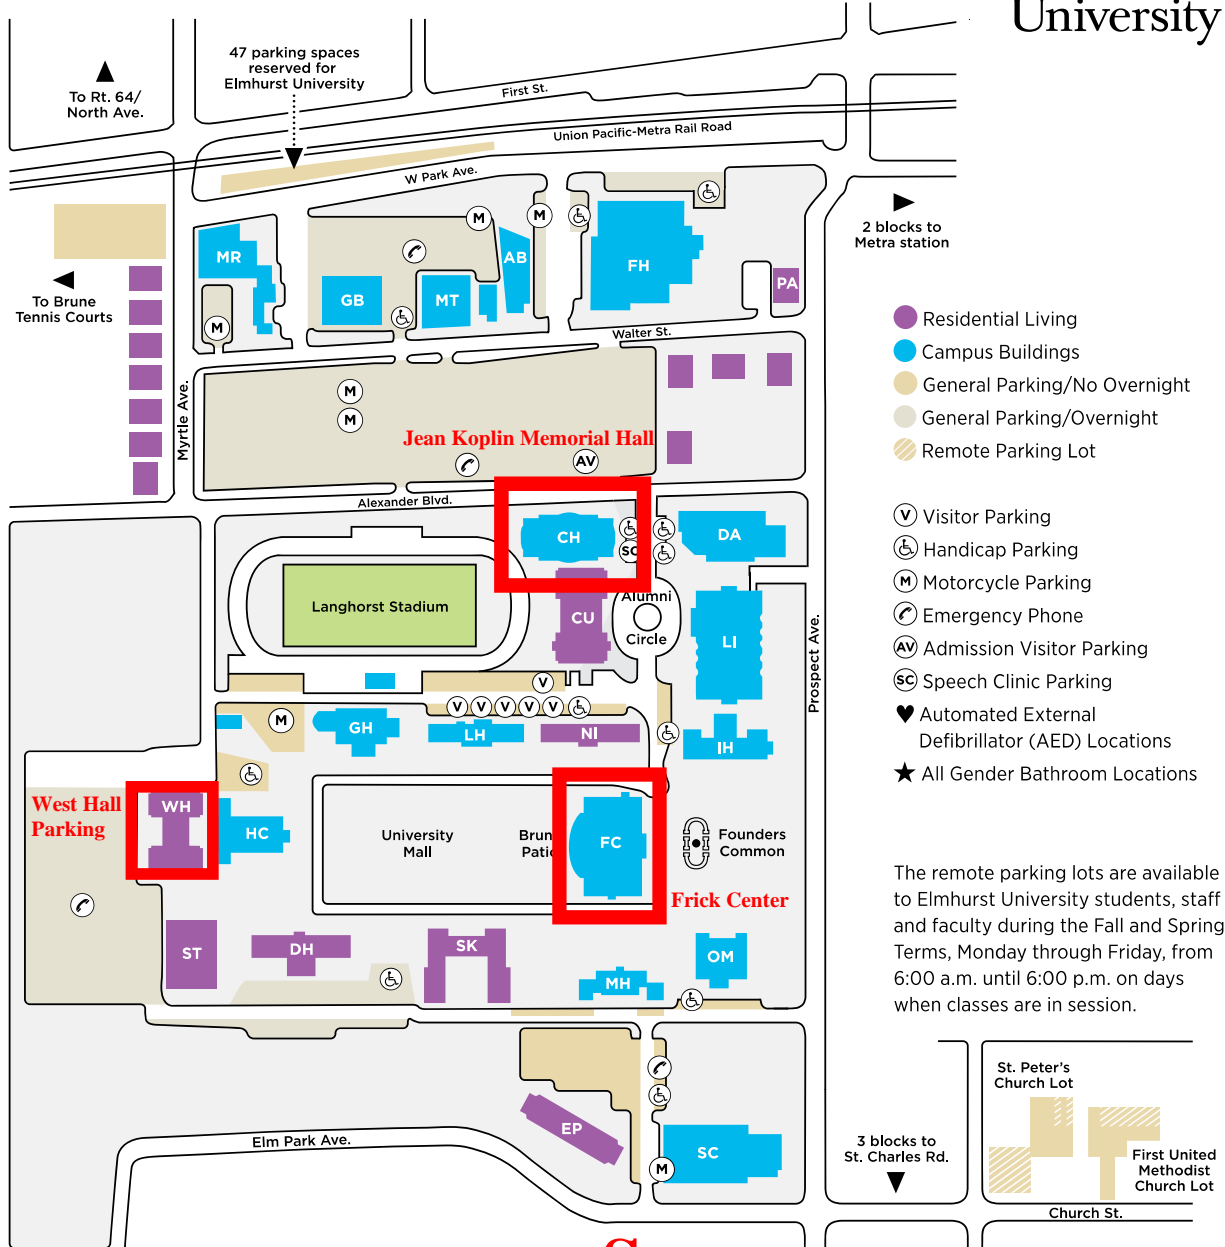 University
47 parking spaces
reserved for
Elmhurst University
To Rt. 64/
North Ave.
First St.
Union Pacific-Metra Rail Road
W Park Ave.
2 blocks to
Metra station
To Brune
Tennis Courts
MR
GB
MT
AB
FH
PA
M
M
M
Walter St.
Myrtle Ave.
M
M
Jean Koplin Memorial Hall
AV
Alexander Blvd.
CH
SC
DA
Langhorst Stadium
CU
Alumni
Circle
LI
Prospect Ave.
V
V
V
V
V
V
M
GH
LH
NI
IH
West Hall
Parking
WH
HC
University
Mall
Brun
Patio
FC
Founders
Common
Frick Center
ST
DH
SK
MH
OM
EP
SC
M
Elm Park Ave.
Residential Living
Campus Buildings
General Parking/No Overnight
General Parking/Overnight
Remote Parking Lot
V Visitor Parking
Handicap Parking
M Motorcycle Parking
Emergency Phone
AV Admission Visitor Parking
SC Speech Clinic Parking
Automated External
Defibrillator (AED) Locations
All Gender Bathroom Locations
The remote parking lots are available
to Elmhurst University students, staff
and faculty during the Fall and Spring
Terms, Monday through Friday, from
6:00 a.m. until 6:00 p.m. on days
when classes are in session.
St. Peter's
Church Lot
3 blocks to
St. Charles Rd.
First United
Methodist
Church Lot
Church St.